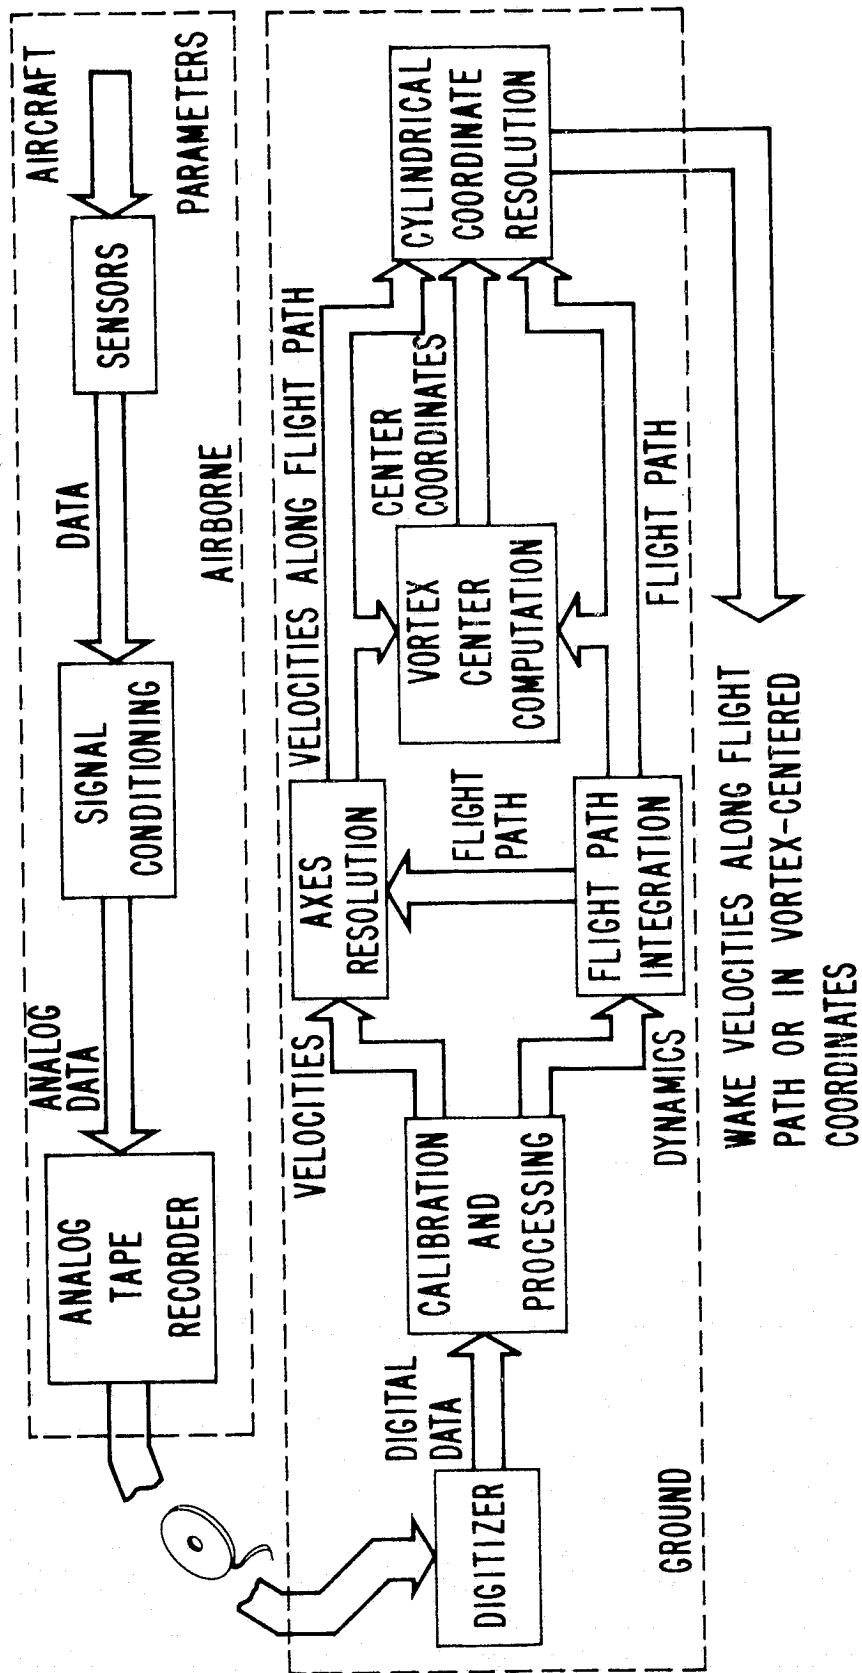 AIRCRAFT
PARAMETERS
SENSORS
DATA
SIGNAL
CONDITIONING
ANALOG
DATA
ANALOG
TAPE
RECORDER
AIRBORNE
DIGITIZER
DIGITAL
DATA
CALIBRATION
AND
PROCESSING
VELOCITIES
DYNAMICS
AXES
RESOLUTION
FLIGHT
PATH
FLIGHT PATH
INTEGRATION
VELOCITIES ALONG FLIGHT PATH
VORTEX
CENTER
COMPUTATION
CENTER
COORDINATES
FLIGHT PATH
CYLINDRICAL
COORDINATE
RESOLUTION
GROUND
WAKE VELOCITIES ALONG FLIGHT
PATH OR IN VORTEX-CENTERED
COORDINATES